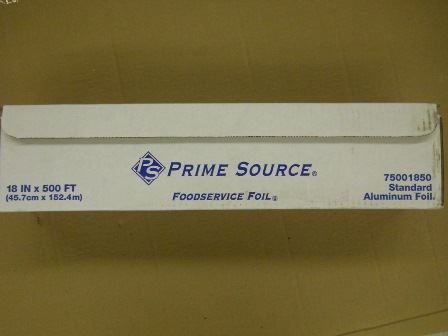 PS PRIME SOURCE®
18 IN x 500 FT
(45.7cm x 152.4m)
FOODSERVICE FOIL
75001850
Standard
Aluminum Foil